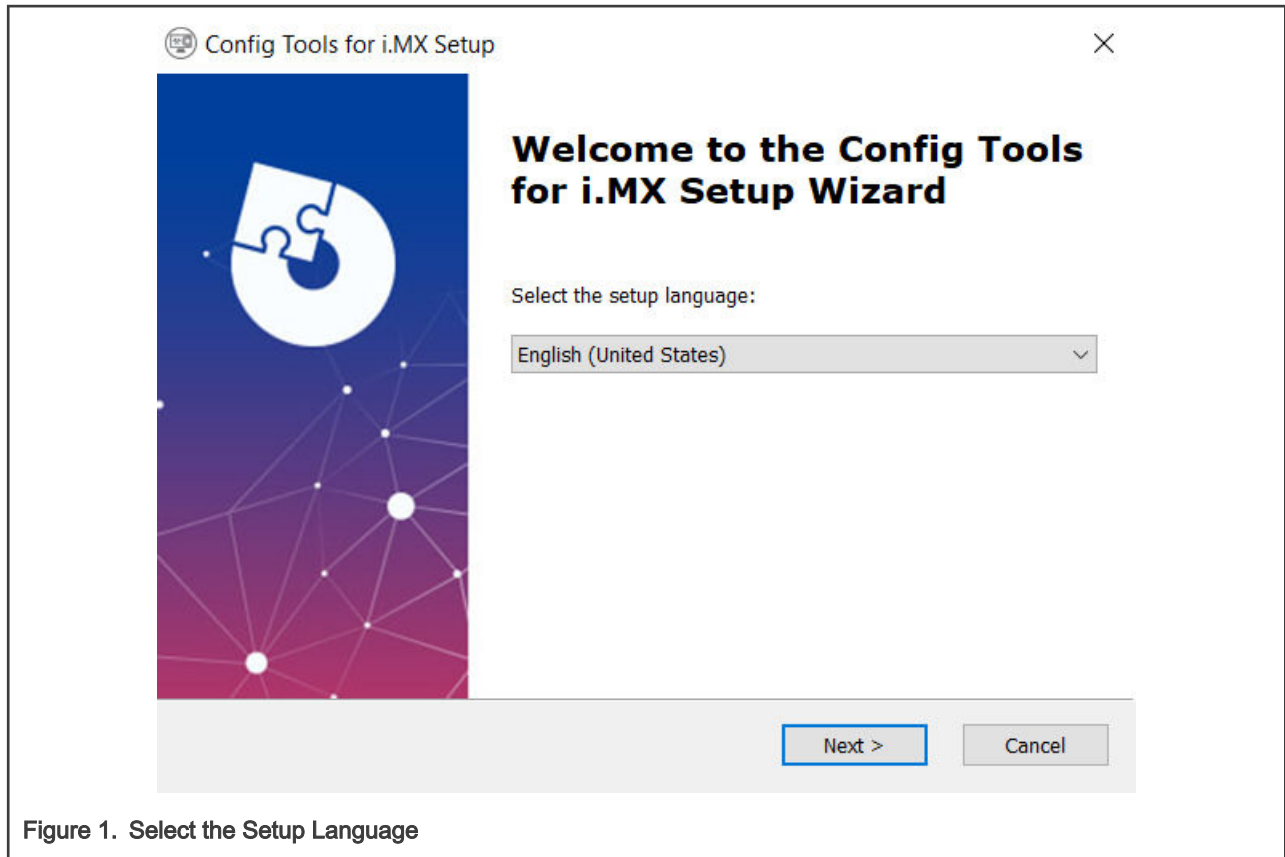 Config Tools for i.MX Setup
Welcome to the Config Tools
for i.MX Setup Wizard
Select the setup language:
English (United States)
Next >
Cancel
Figure 1. Select the Setup Language